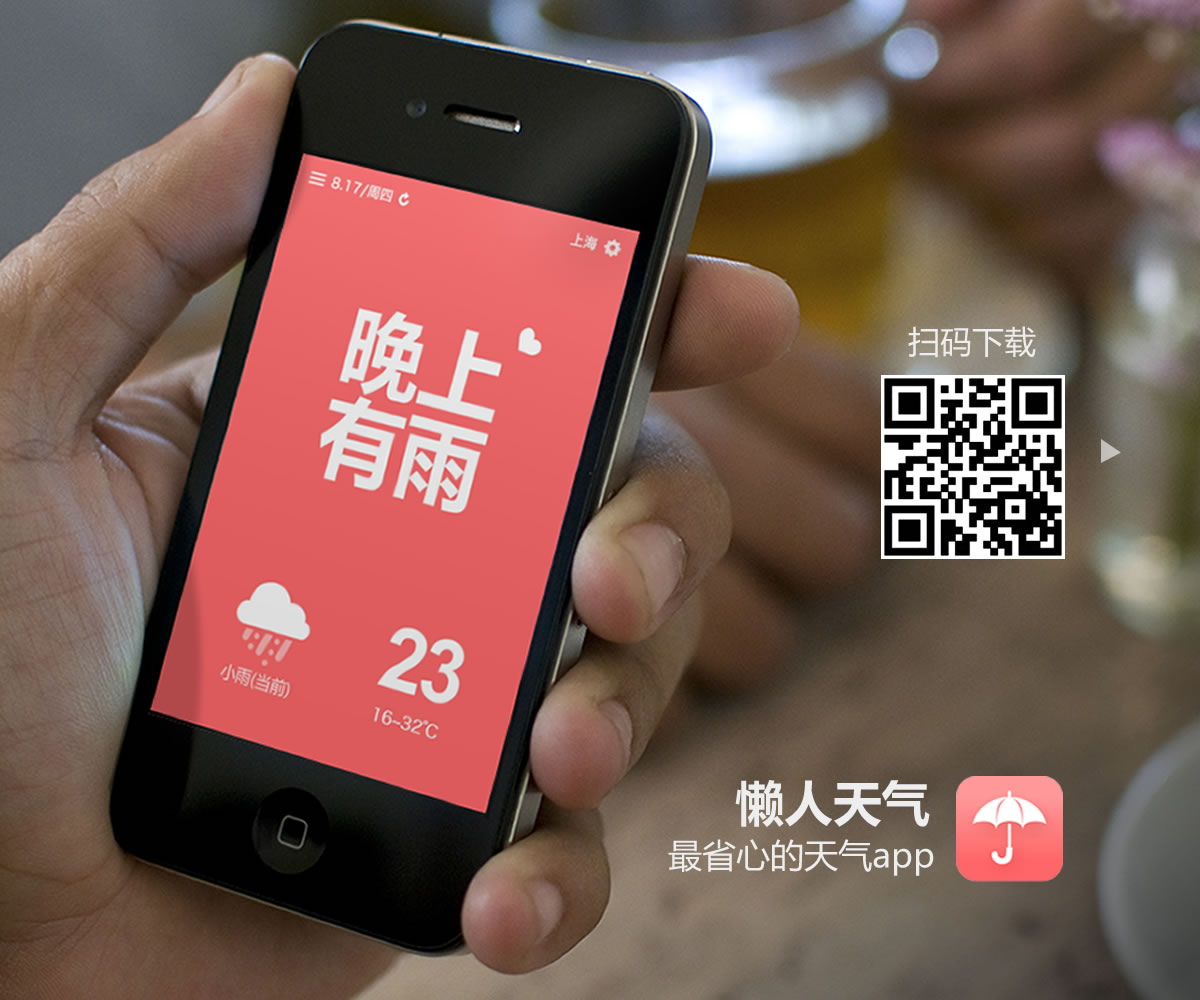 8.17/周四
上海
晚上
有雨
小雨(当前)
23
16-32℃
扫码下载
懒人天气
最省心的天气app